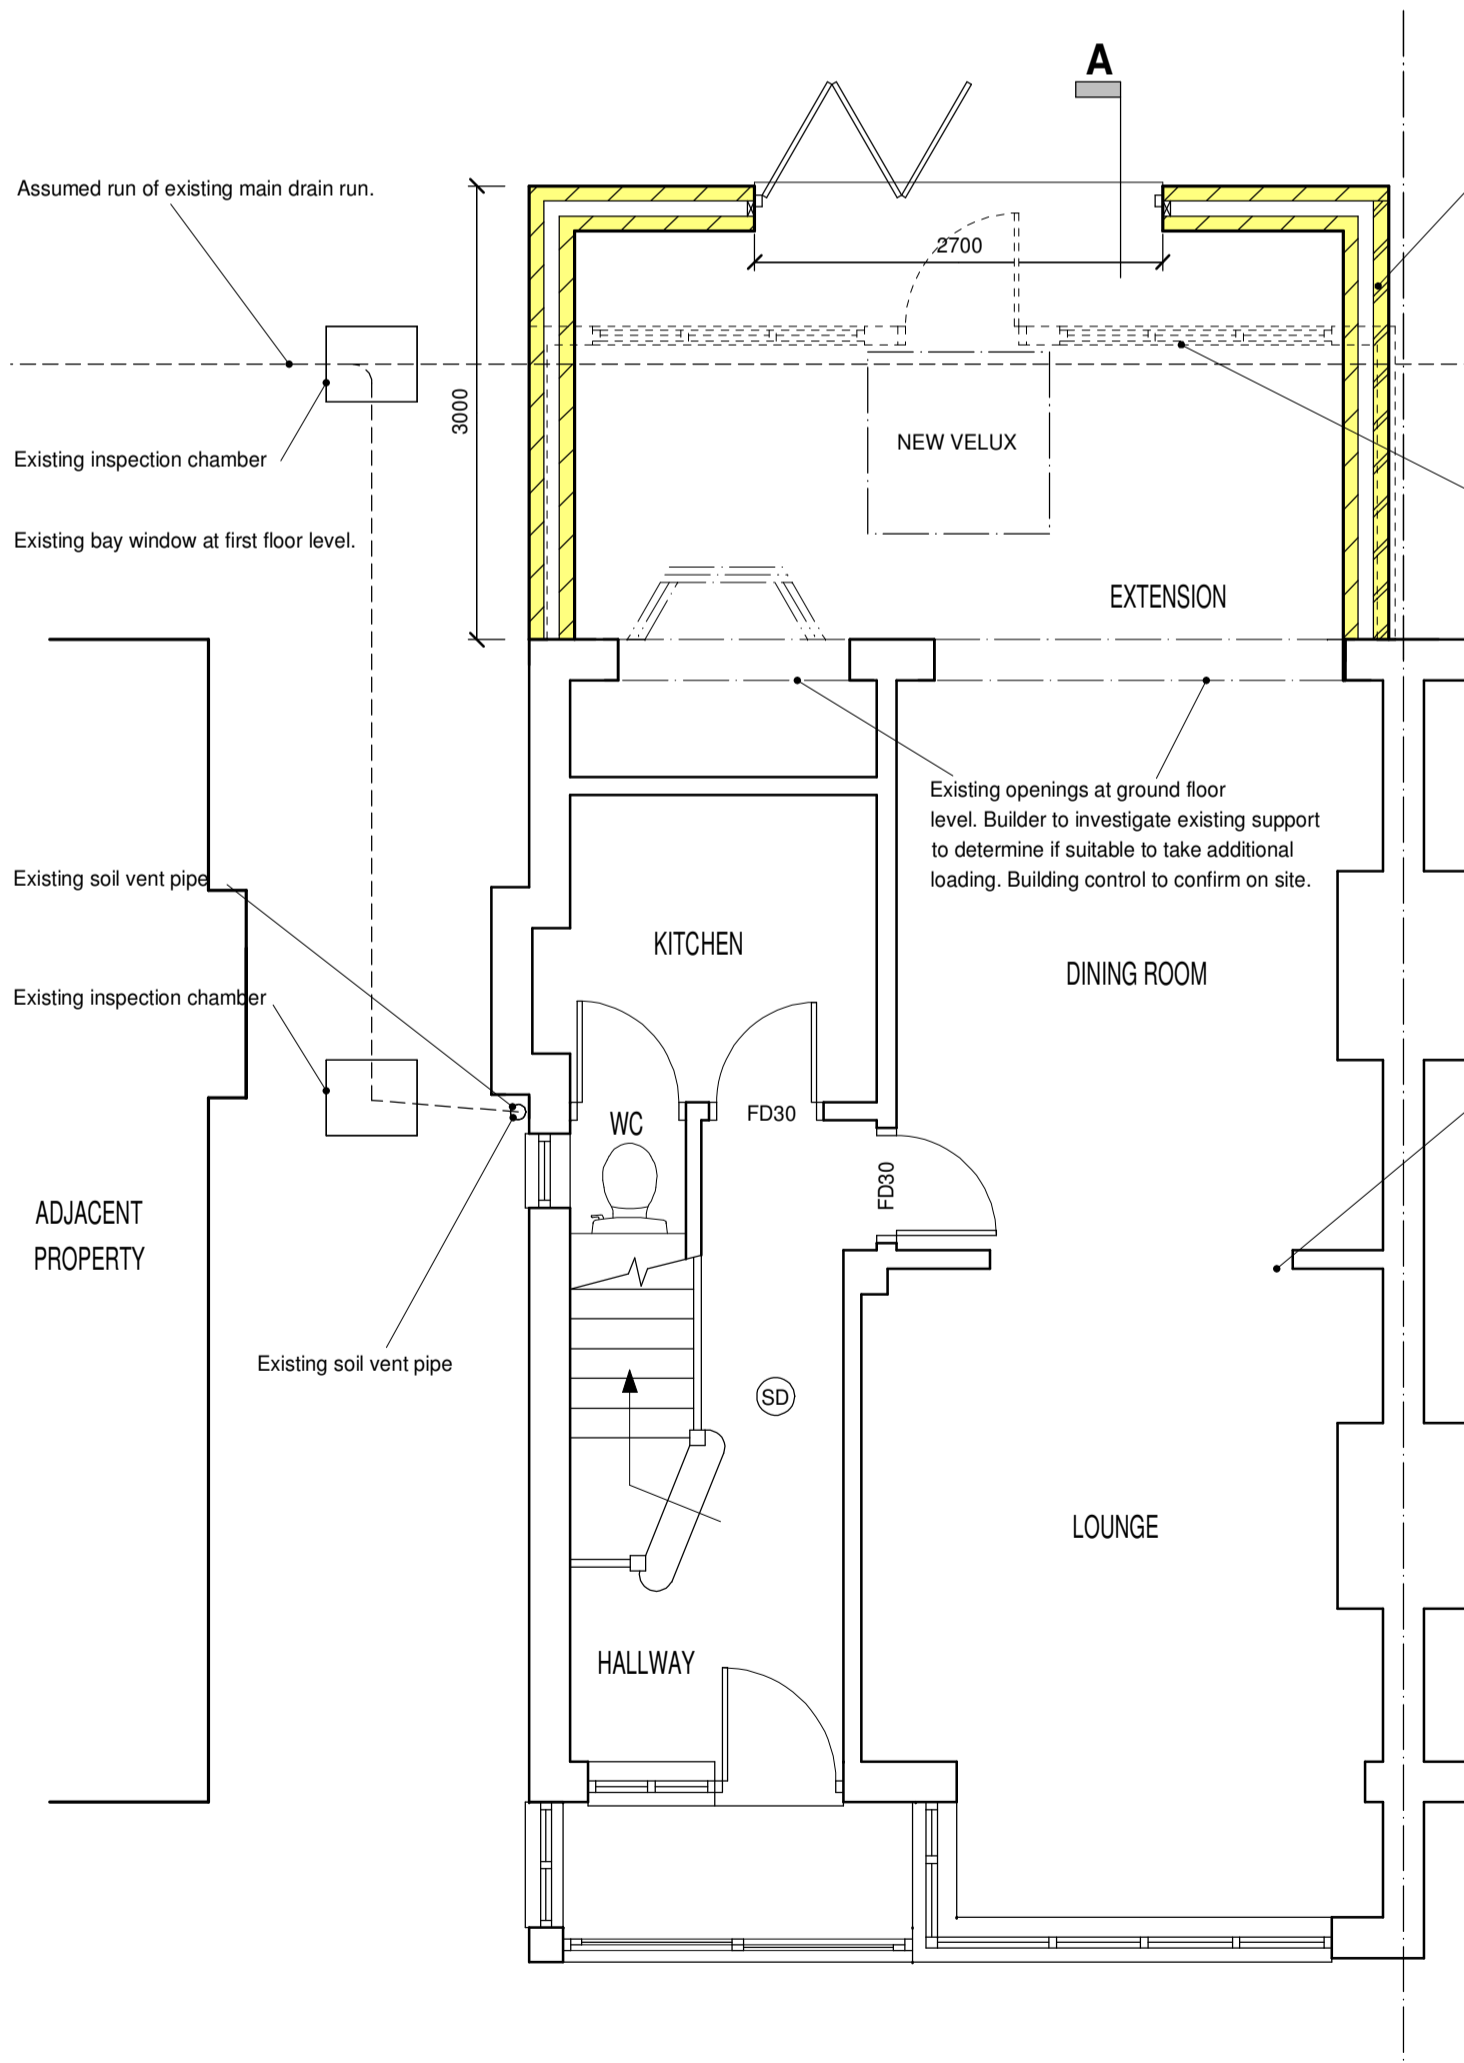 A
Assumed run of existing main drain run.
2700
3000
NEW VELUX
Existing inspection chamber
Existing bay window at first floor level.
EXTENSION
Existing openings at ground floor
level. Builder to investigate existing support
to determine if suitable to take additional
loading. Building control to confirm on site.
Existing soil vent pipe
KITCHEN
DINING ROOM
Existing inspection chamber
WC
FD30
FD30
ADJACENT
PROPERTY
Existing soil vent pipe
SD
LOUNGE
HALLWAY